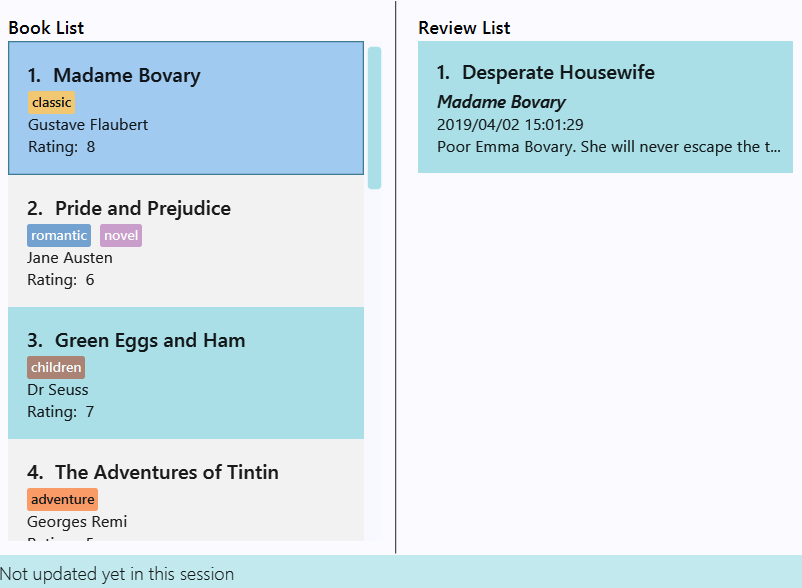 Book List
1. Madame Bovary
classic
Gustave Flaubert
Rating: 8
2. Pride and Prejudice
romantic novel
Jane Austen
Rating: 6
3. Green Eggs and Ham
children
Dr Seuss
Rating: 7
4. The Adventures of Tintin
adventure
Georges Remi
Review List
1. Desperate Housewife
Madame Bovary
2019/04/02 15:01:29
Poor Emma Bovary. She will never escape the t...
Not updated yet in this session